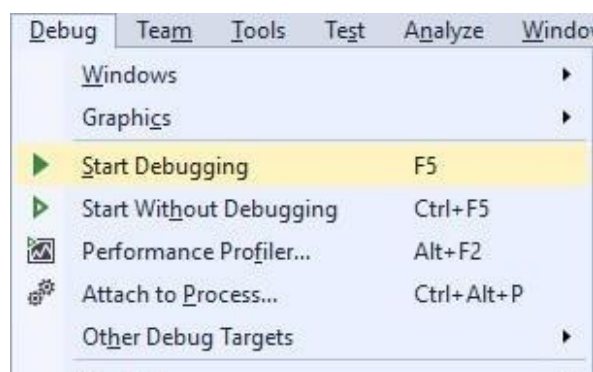 Debug Team Tools Test Analyze
Windows
Graphics
Start Debugging F5
Start Without Debugging Ctrl+F5
Performance Profiler... Alt+F2
Attach to Process... Ctrl+Alt+P
Other Debug Targets